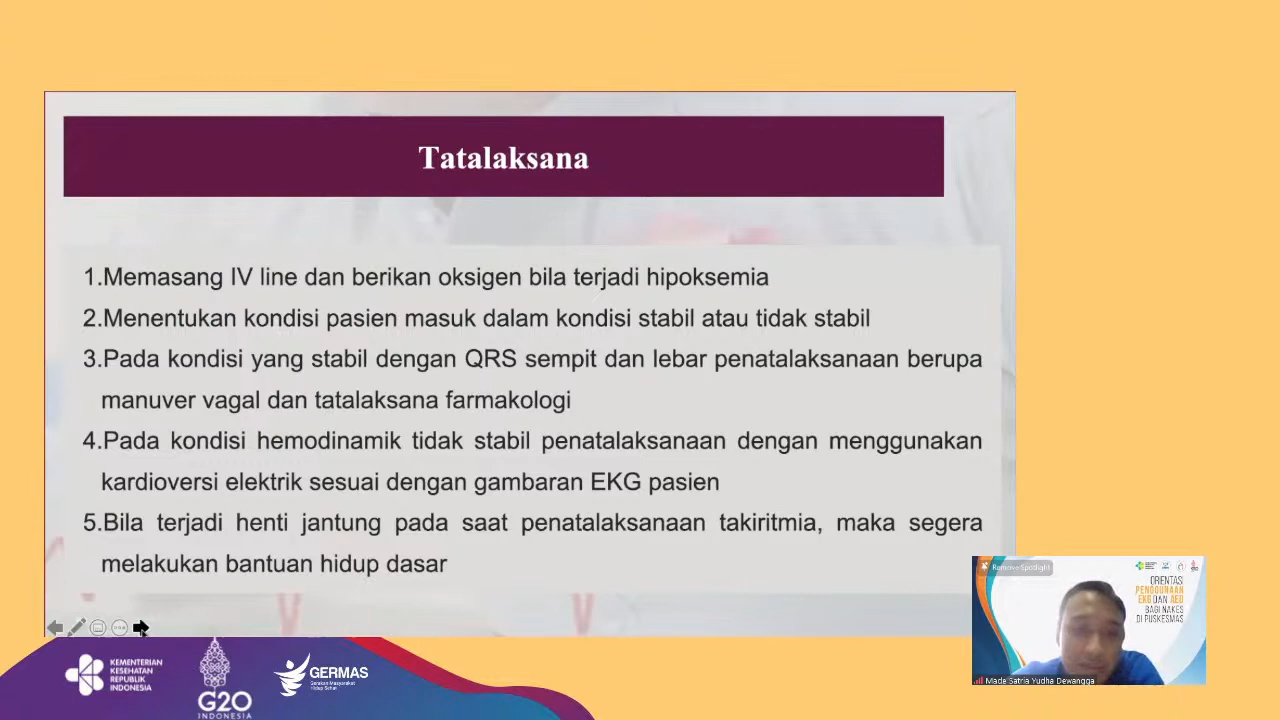 Tatalaksana
1.Memasang IV line dan berikan oksigen bila terjadi hipoksemia
2.Menentukan kondisi pasien masuk dalam kondisi stabil atau tidak stabil
3.Pada kondisi yang stabil dengan QRS sempit dan lebar penatalaksanaan berupa
manuver vagal dan tatalaksana farmakologi
4.Pada kondisi hemodinamik tidak stabil penatalaksanaan dengan menggunakan
kardioversi elektrik sesuai dengan gambaran EKG pasien
5.Bila terjadi henti jantung pada saat penatalaksanaan takiritmia, maka segera
melakukan bantuan hidup dasar
Remove Spotlight
ORIENTASI
PENGGUNAAN
EKG DAN AED
BAGI NAKES
DI PUSKESMAS
Made Satria Yudha Dewangga
KEMENTERIAN
KESEHATAN
REPUBLIK
INDONESIA
G20
INDONESIA
GERMAS
Gerakan Masyarakat
Hidup Sehat